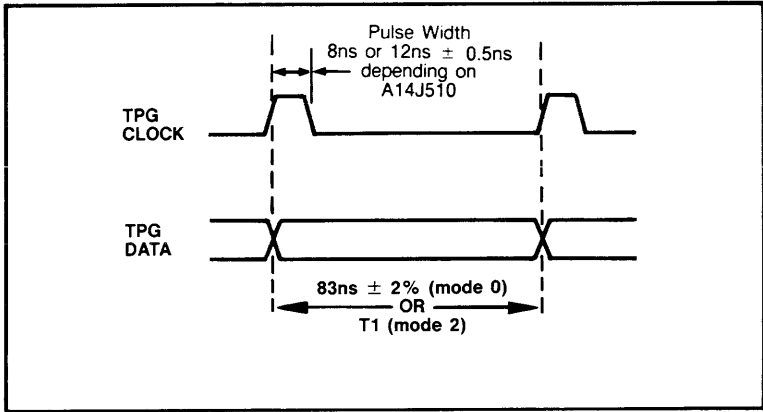 Pulse Width
8ns or 12ns ± 0.5ns
depending on
A14J510
TPG
CLOCK
TPG
DATA
83ns ± 2% (mode 0)
OR
T1 (mode 2)